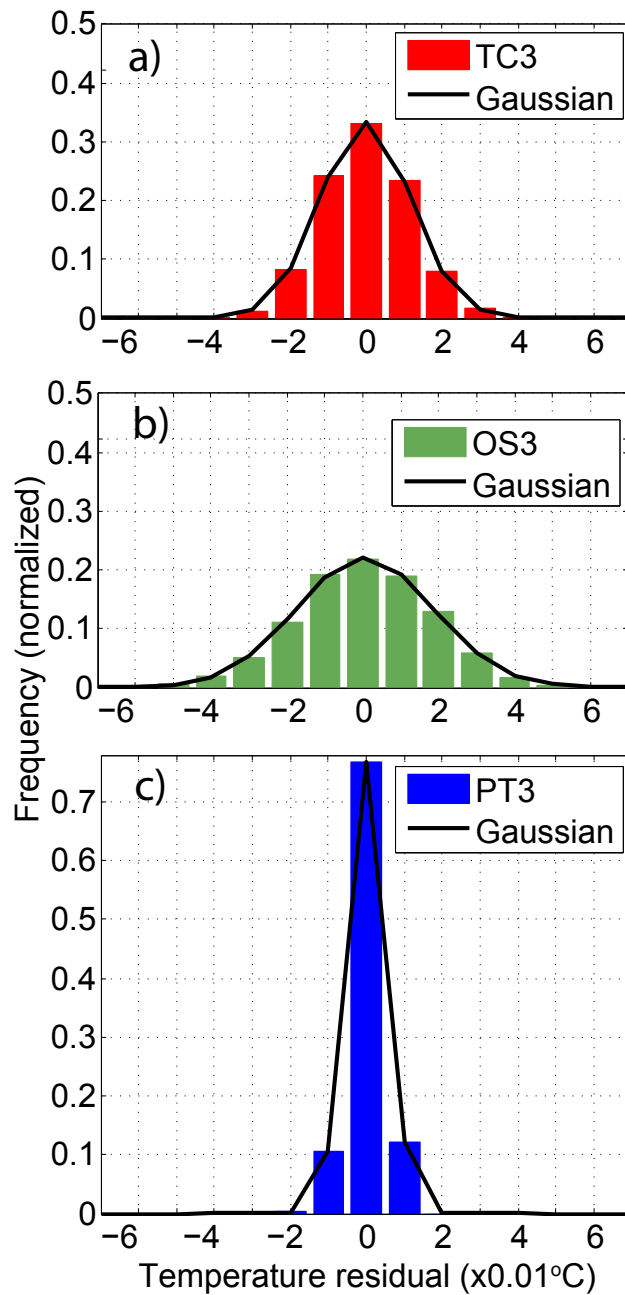 0.5
a)
TC3
Gaussian
0.4
0.3
0.2
0.1
0
−6 −4 −2 0 2 4 6
0.5
b)
OS3
Gaussian
0.4
0.3
0.2
0.1
0
−6 −4 −2 0 2 4 6
Frequency (normalized)
c)
PT3
Gaussian
0.7
0.6
0.5
0.4
0.3
0.2
0.1
0
−6 −4 −2 0 2 4 6
Temperature residual (x0.01°C)